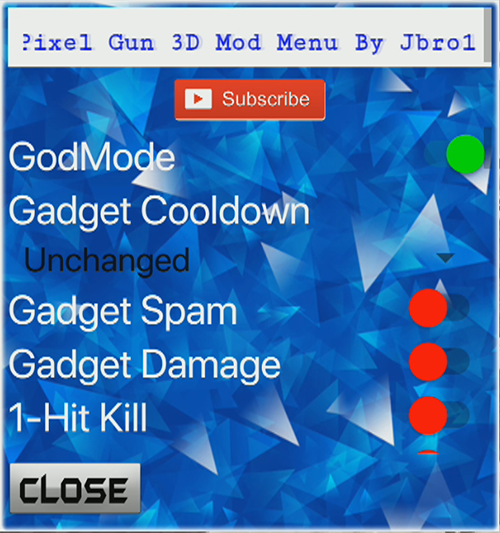 Pixel Gun 3D Mod Menu By Jbro1
Subscribe
GodMode
Gadget Cooldown
Unchanged
Gadget Spam
Gadget Damage
1-Hit Kill
CLOSE